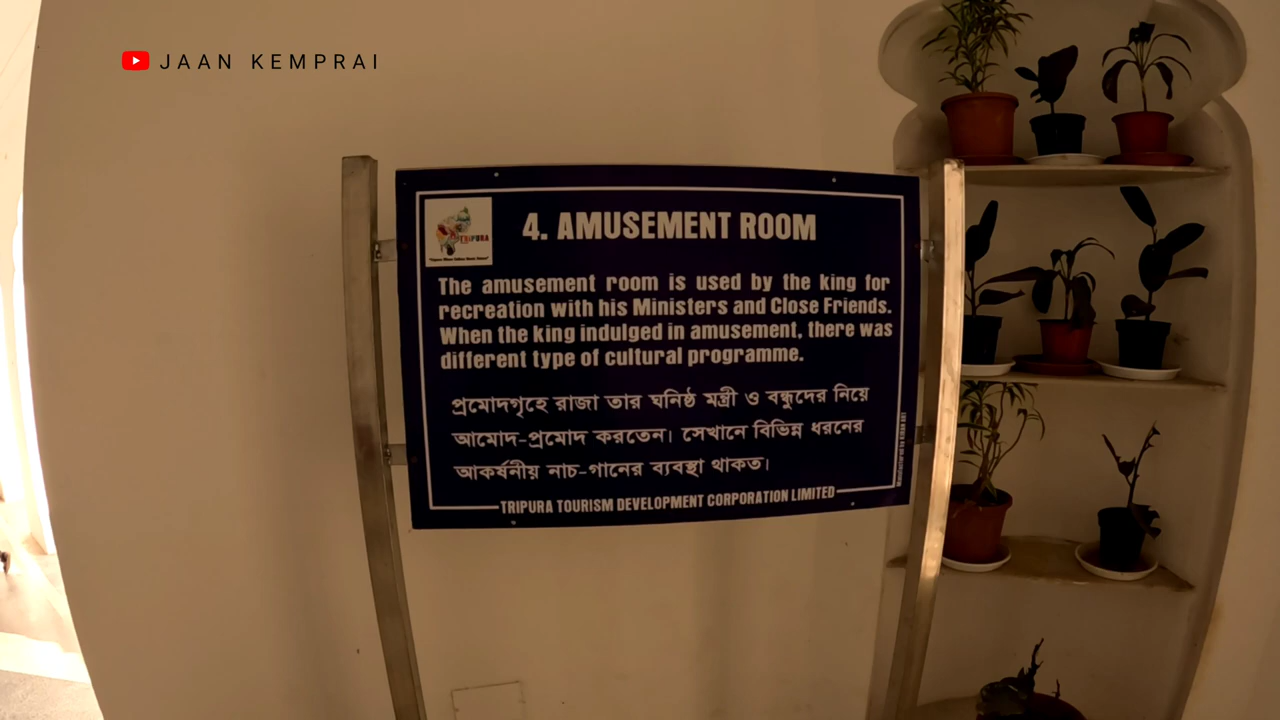 JAAN KEMPRAI
TRIPURA
4. AMUSEMENT ROOM
The amusement room is used by the king for
recreation with his Ministers and Close Friends.
When the king indulged in amusement, there was
different type of cultural programme.
প্রমোদগৃহে রাজা তার ঘনিষ্ঠ মন্ত্রী ও বন্ধুদের নিয়ে
আমোদ-প্রমোদ করতেন। সেখানে বিভিন্ন ধরনের
আকর্ষনীয় নাচ-গানের ব্যবস্থা থাকত।
TRIPURA TOURISM DEVELOPMENT CORPORATION LIMITED